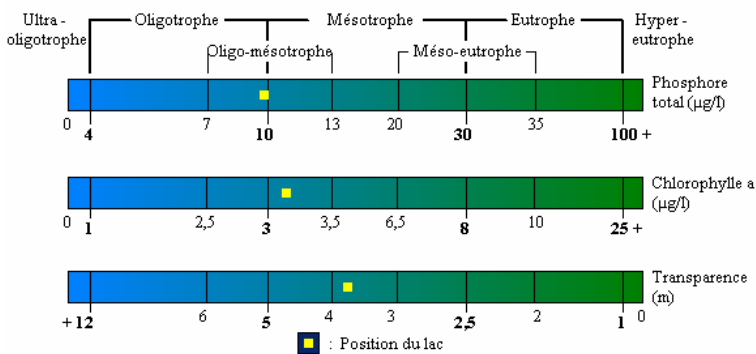 Ultra-oligotrophe Oligotrophe Mésotrophe Eutrophe Hyper-eutrophe
Oligo-mésotrophe Méso-eutrophe
Phosphore
total (µg/l)
0 4 7 10 13 20 30 35 100 +
Chlorophylle a
(µg/l)
0 1 2,5 3 3,5 6,5 8 10 25 +
Transparence
(m)
+ 12 6 5 4 3 2,5 2 1 0
: Position du lac